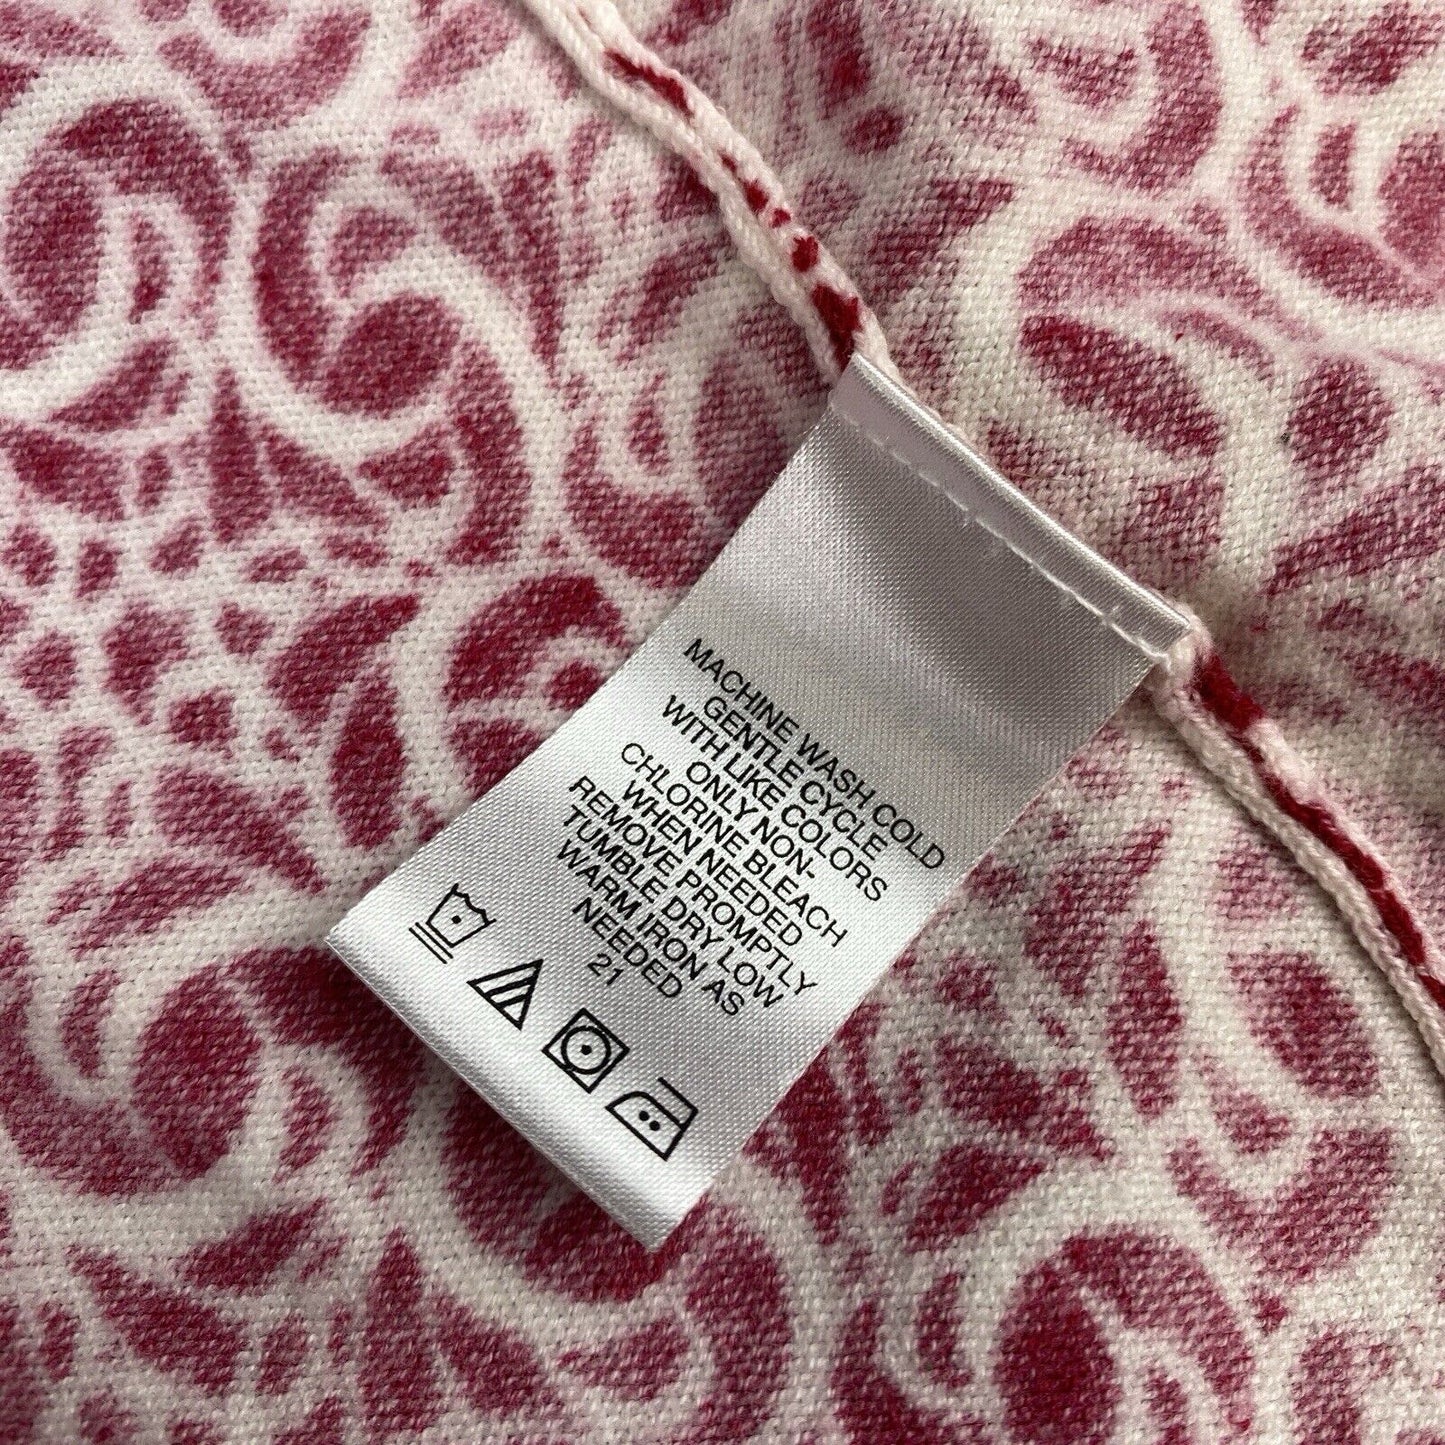 MACHINE WASH COLD
GENTLE CYCLE
WITH LIKE COLORS
ONLY NON-
CHLORINE BLEACH
WHEN NEEDED
REMOVE PROMPTLY
TUMBLE DRY LOW
WARM IRON AS
NEEDED
21